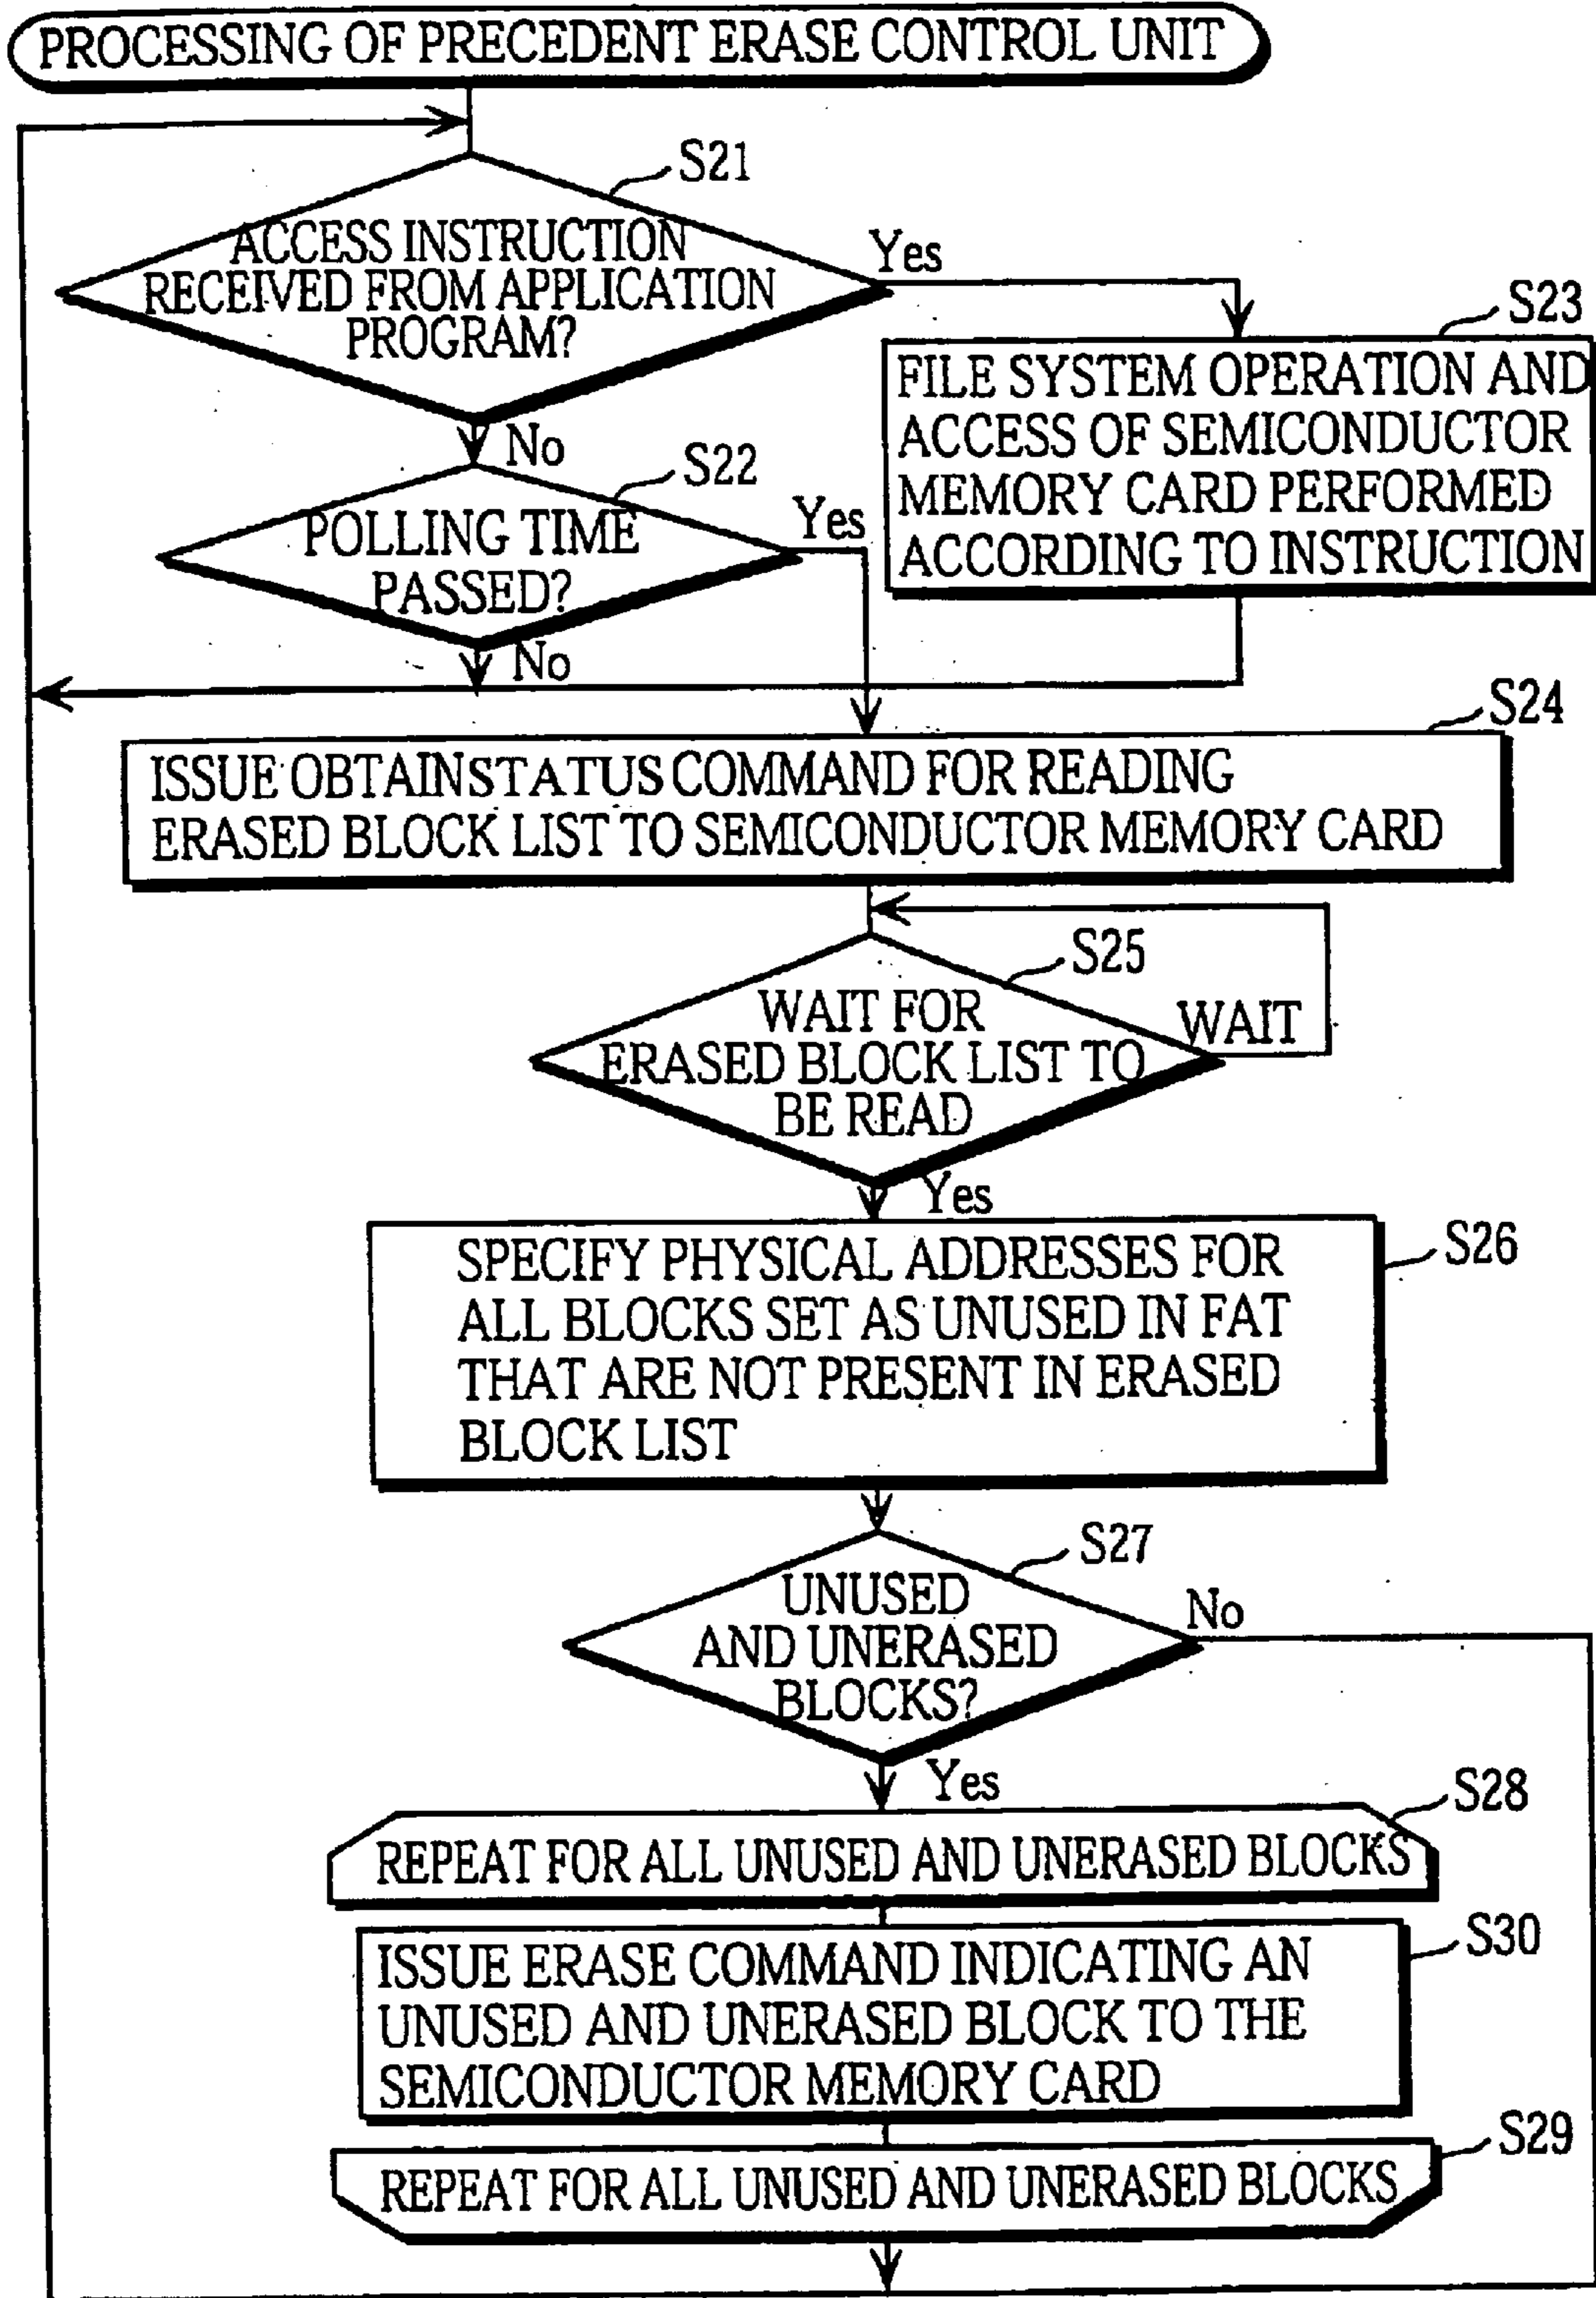 PROCESSING OF PRECEDENT ERASE CONTROL UNIT
S21
ACCESS INSTRUCTION
RECEIVED FROM APPLICATION
PROGRAM?
Yes
No
S23
FILE SYSTEM OPERATION AND
ACCESS OF SEMICONDUCTOR
MEMORY CARD PERFORMED
ACCORDING TO INSTRUCTION
S22
POLLING TIME
PASSED?
Yes
No
S24
ISSUE OBTAIN STATUS COMMAND FOR READING
ERASED BLOCK LIST TO SEMICONDUCTOR MEMORY CARD
S25
WAIT FOR
ERASED BLOCK LIST TO
BE READ
WAIT
Yes
S26
SPECIFY PHYSICAL ADDRESSES FOR
ALL BLOCKS SET AS UNUSED IN FAT
THAT ARE NOT PRESENT IN ERASED
BLOCK LIST
S27
UNUSED
AND UNERASED
BLOCKS?
No
Yes
S28
REPEAT FOR ALL UNUSED AND UNERASED BLOCKS
S30
ISSUE ERASE COMMAND INDICATING AN
UNUSED AND UNERASED BLOCK TO THE
SEMICONDUCTOR MEMORY CARD
S29
REPEAT FOR ALL UNUSED AND UNERASED BLOCKS